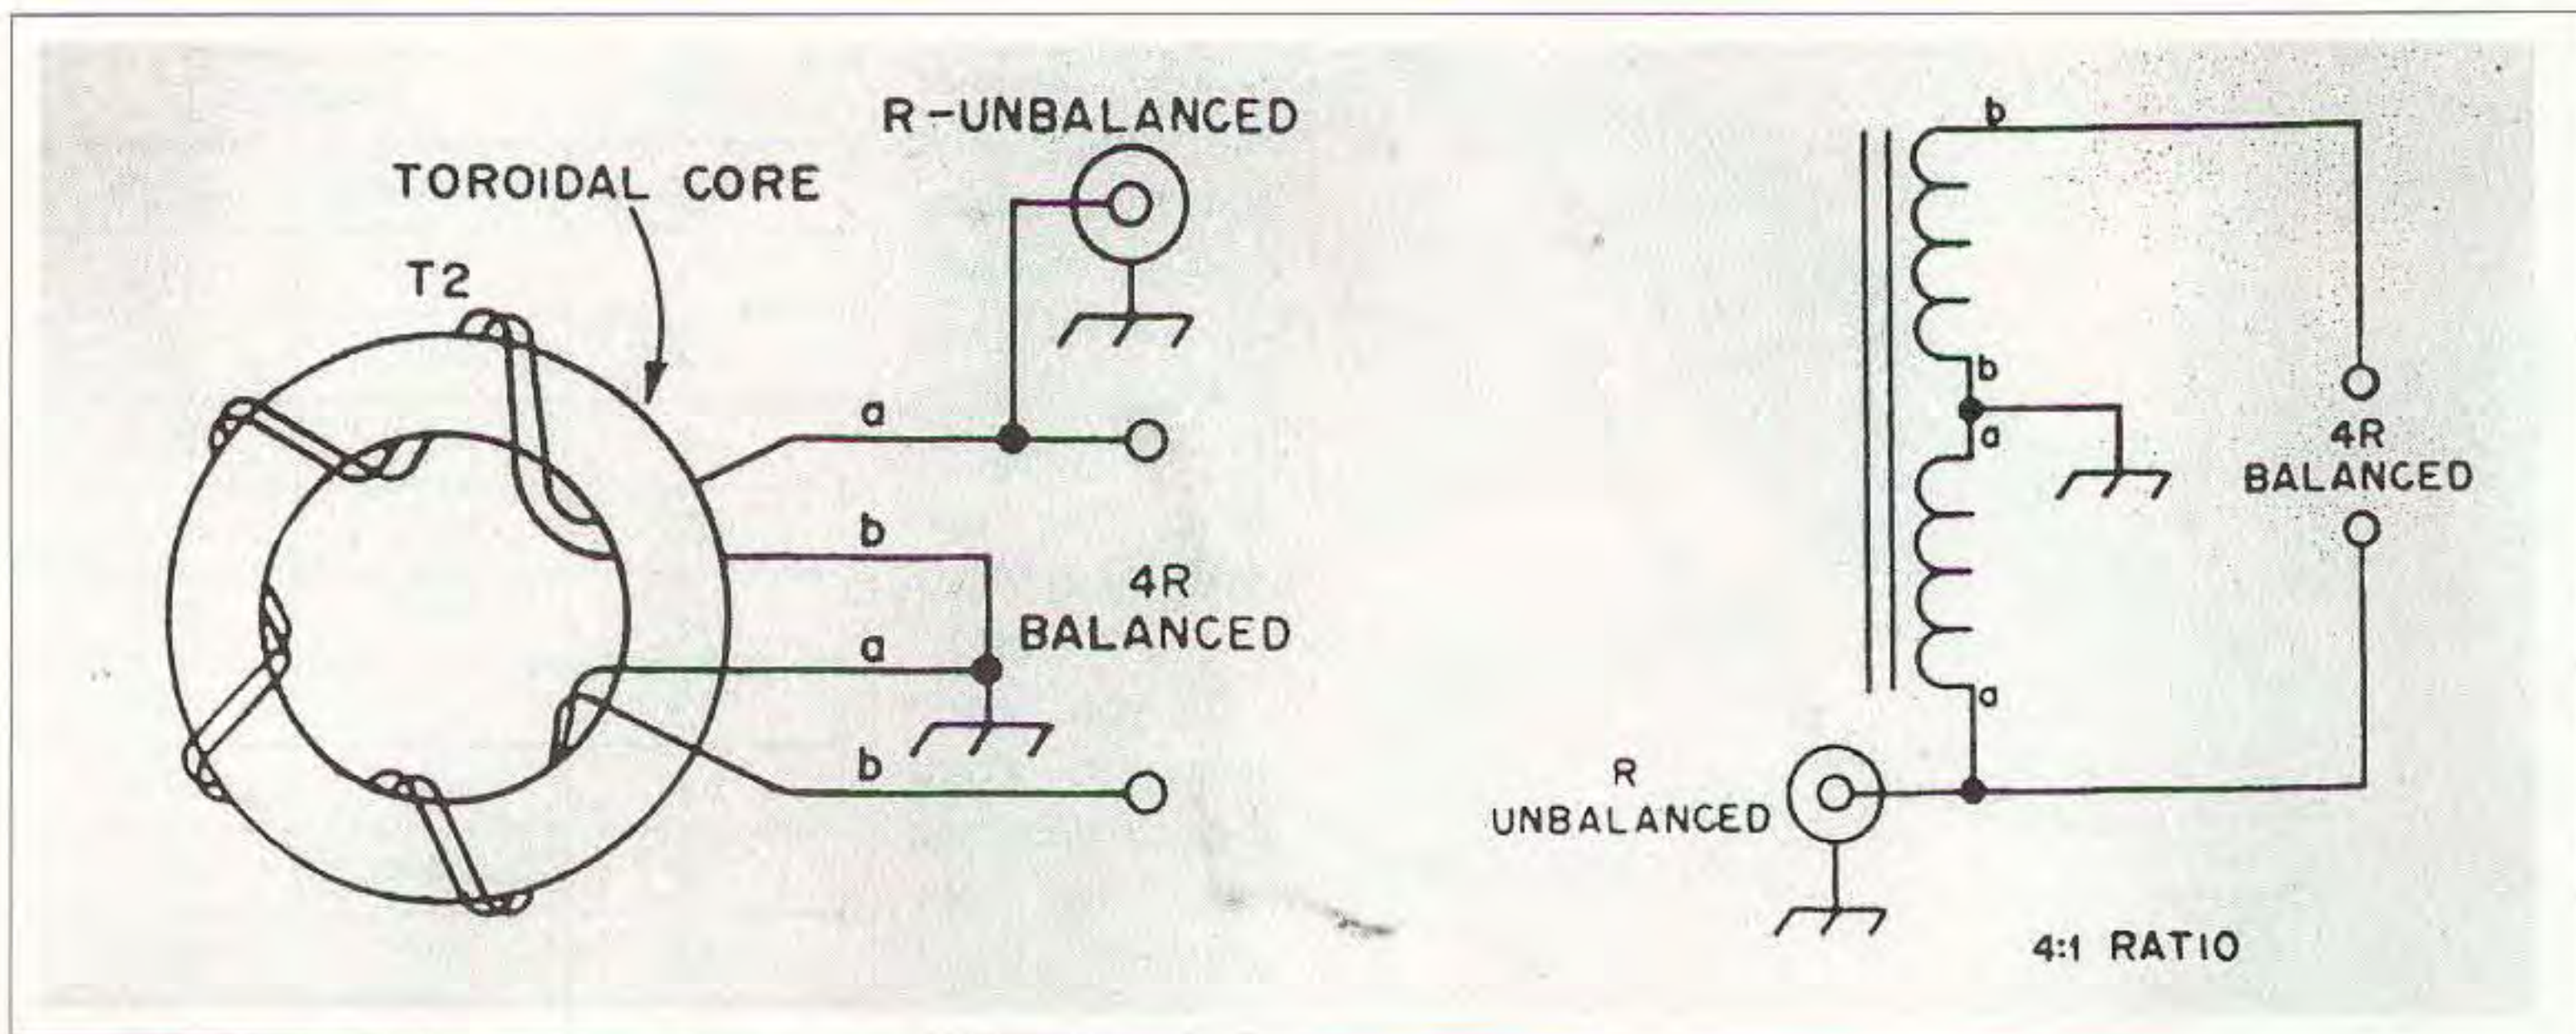 R-UNBALANCED
TOROIDAL CORE
T2
a
b
4R
BALANCED
a
b
b
b
a
4R
BALANCED
a
R
UNBALANCED
4:1 RATIO